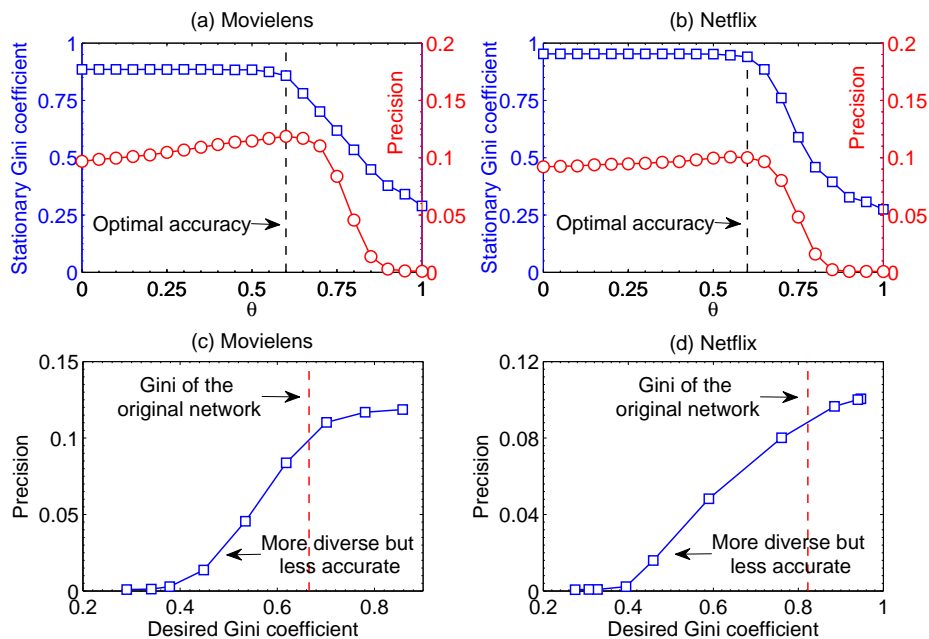 (a) Movielens
1
0.75
0.5
0.25
0
Stationary Gini coefficient
0.2
0.15
0.1
0.05
0
Precision
Optimal accuracy
0 0.25 0.5 0.75 1
θ
(b) Netflix
1
0.75
0.5
0.25
0
Stationary Gini coefficient
0.2
0.15
0.1
0.05
0
Precision
Optimal accuracy
0 0.25 0.5 0.75 1
θ
(c) Movielens
0.15
0.1
0.05
0
Precision
Gini of the
original network
More diverse but
less accurate
0.2 0.4 0.6 0.8
Desired Gini coefficient
(d) Netflix
0.12
0.08
0.04
0
Precision
Gini of the
original network
More diverse but
less accurate
0.2 0.4 0.6 0.8 1
Desired Gini coefficient